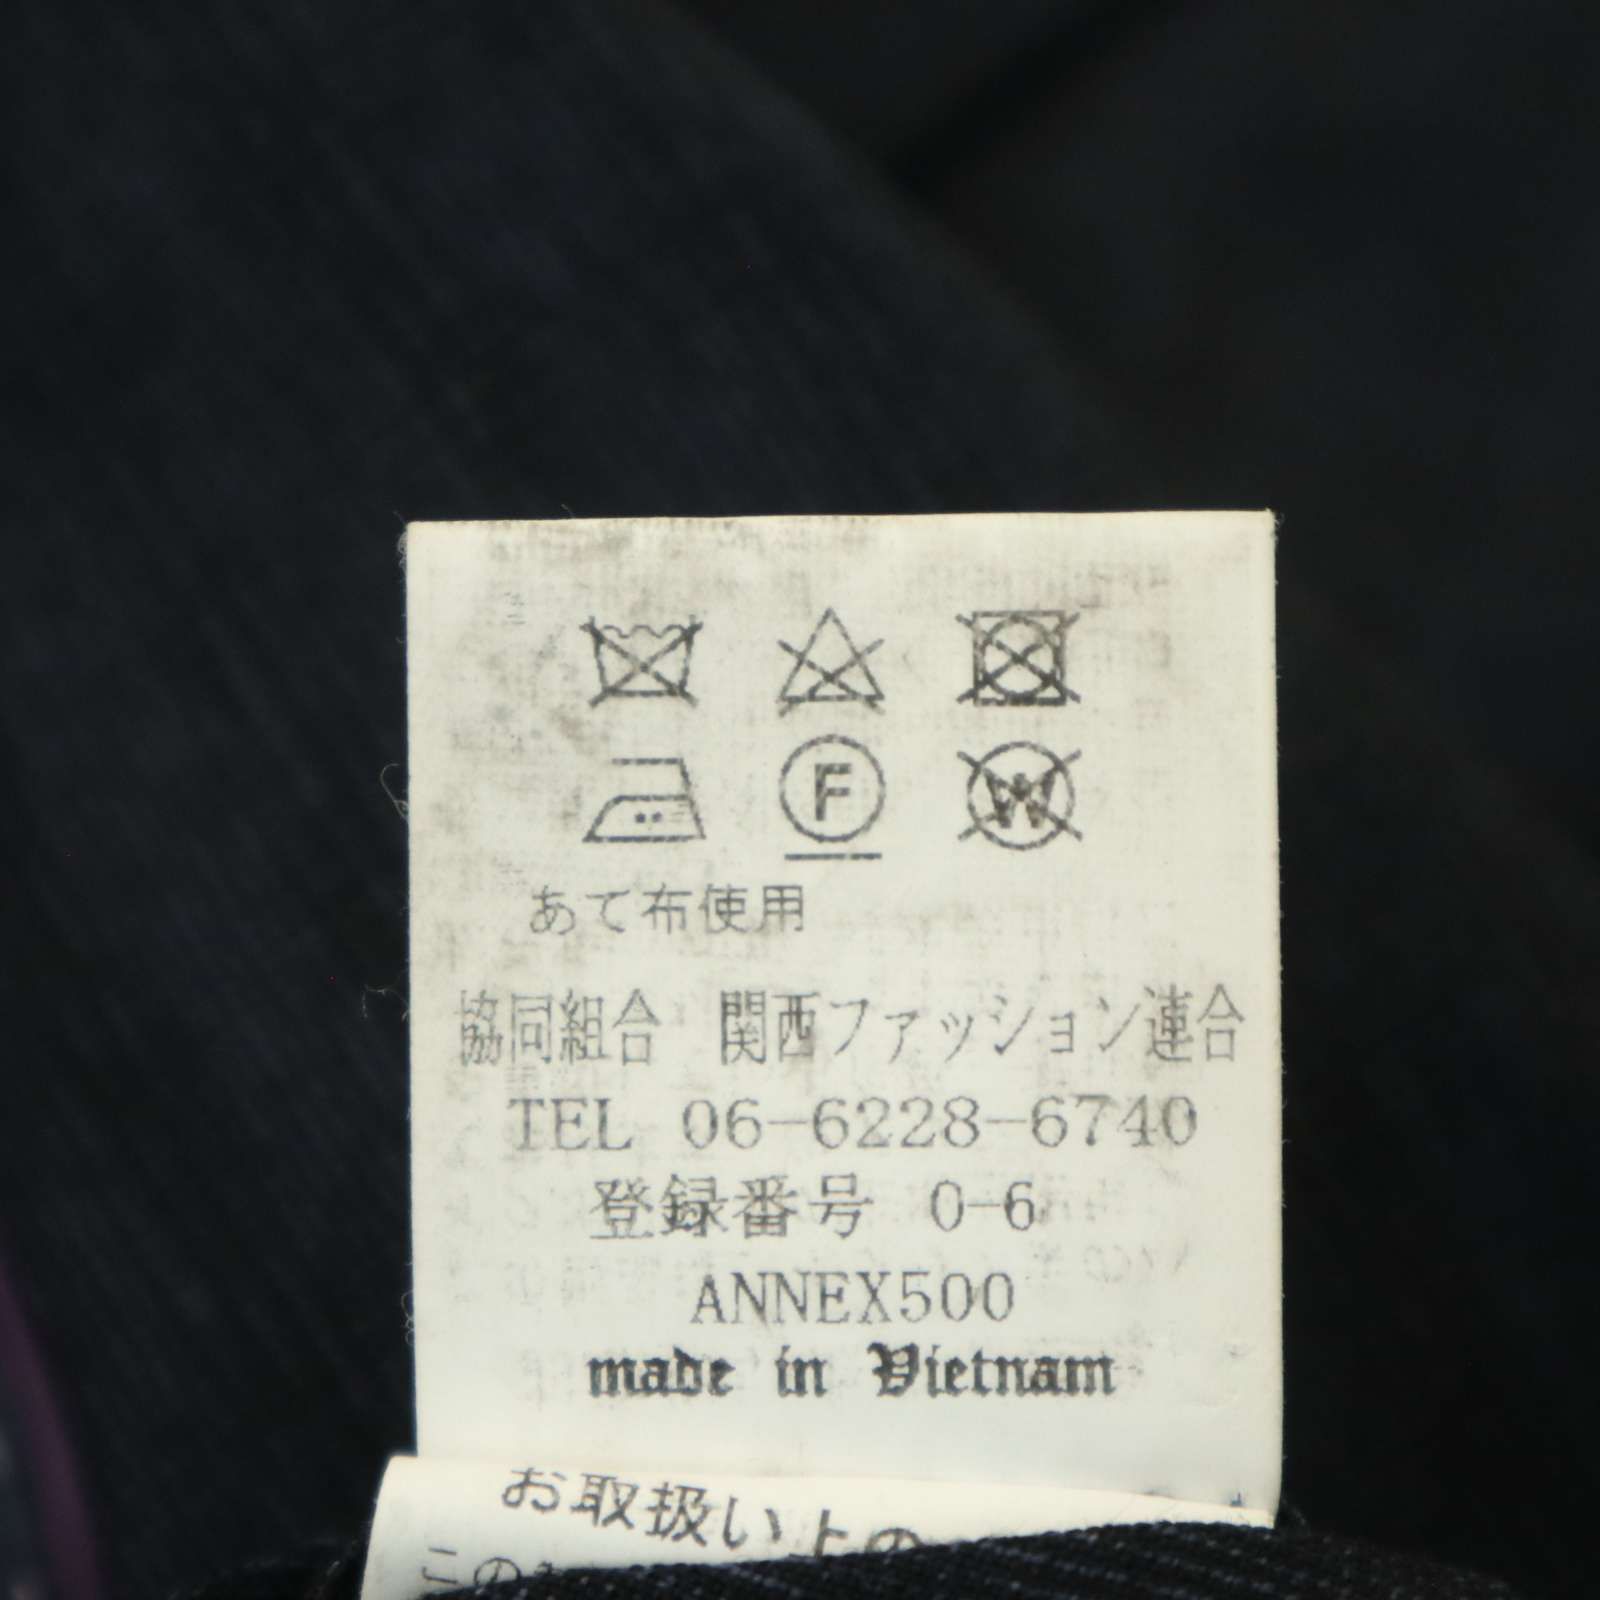 F W
あて布使用
協同組合 関西ファッション連合
TEL 06-6228-6740
登録番号 0-6
ANNEX500
made in Vietnam
お取扱い上の
この